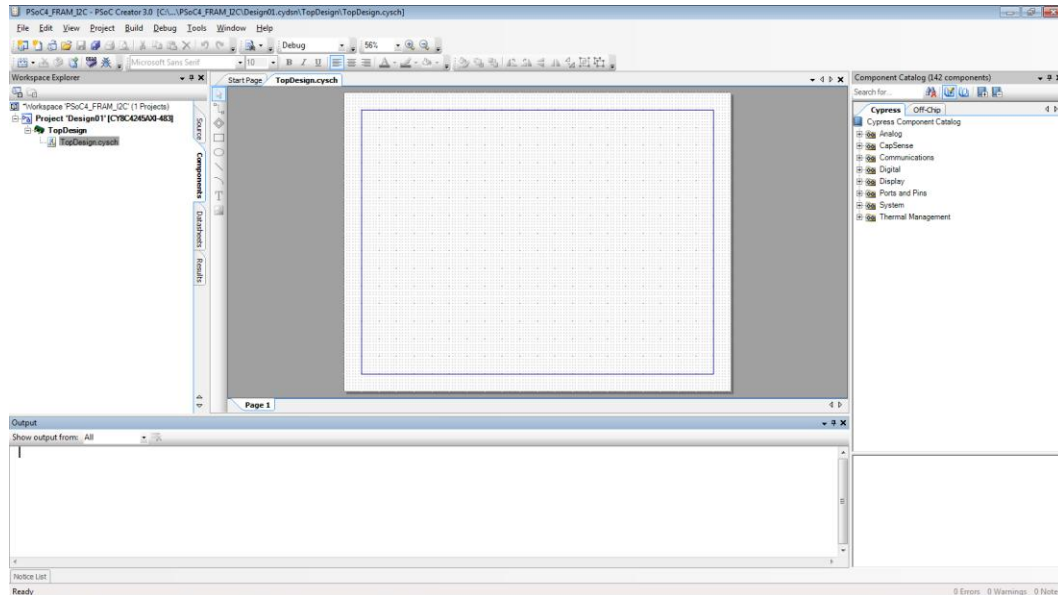 PSoC4_FRAM_I2C - PSoC Creator 3.0 [C:\...\PSoC4_FRAM_I2C\Design01.cydsn\TopDesign\TopDesign.cysch]
File Edit View Project Build Debug Tools Window Help
Debug 56%
Microsoft Sans Serif 10 B I U
Workspace Explorer
Start Page TopDesign.cysch
Component Catalog (142 components)
Search for...
Workspace 'PSoC4_FRAM_I2C' (1 Projects)
Project 'Design01' [CY8C4245AXI-483]
TopDesign
TopDesign.cysch
Source
Components
Datasheets
Results
T
Cypress Off-Chip
Cypress Component Catalog
Analog
CapSense
Communications
Digital
Display
Ports and Pins
System
Thermal Management
Page 1
Output
Show output from: All
Notice List
Ready
0 Errors 0 Warnings 0 Note